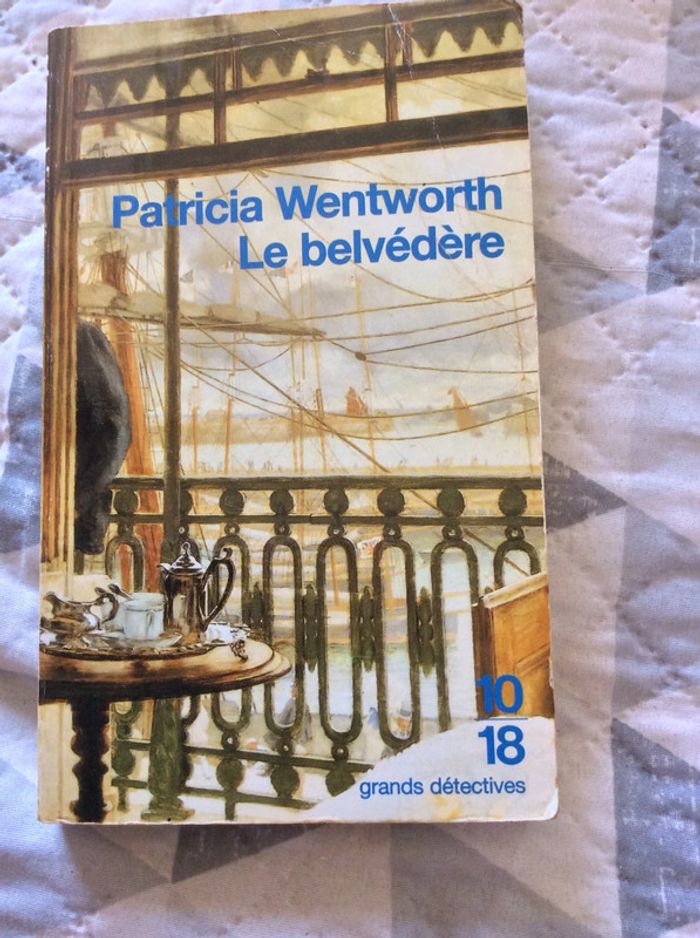 Patricia Wentworth
Le belvédère
10
18
grands détectives